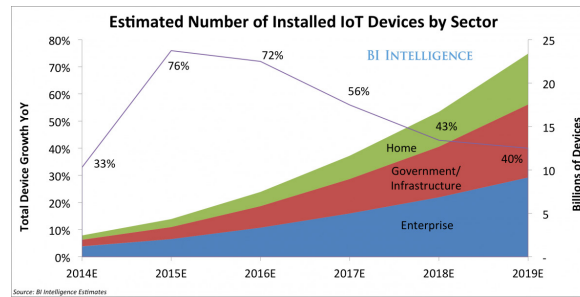 Estimated Number of Installed IoT Devices by Sector
BI INTELLIGENCE
Total Device Growth YoY
80%
70%
60%
50%
40%
30%
20%
10%
0%
33%
76%
72%
56%
43%
40%
Home
Government/
Infrastructure
Enterprise
25
20
15
10
5
-
Billions of Devices
2014E 2015E 2016E 2017E 2018E 2019E
Source: BI Intelligence Estimates